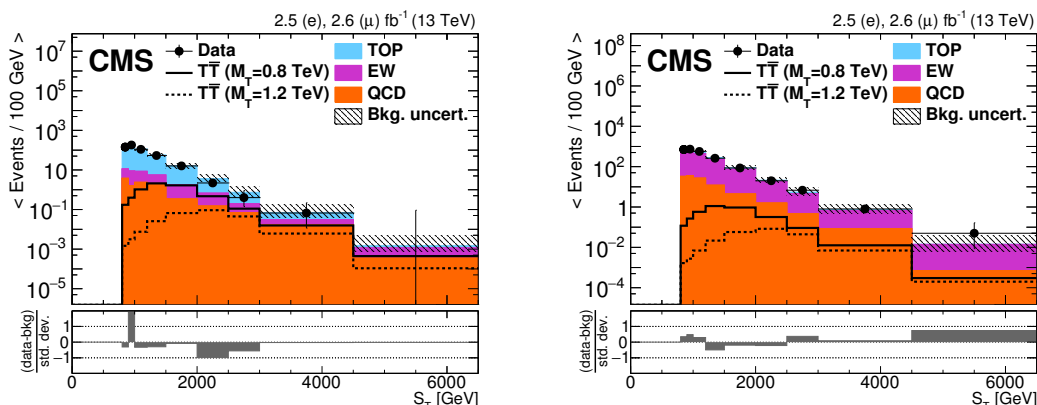 2.5 (e), 2.6 (μ) fb⁻¹ (13 TeV)
CMS
Data
TT̅ (M_T=0.8 TeV)
TT̅ (M_T=1.2 TeV)
TOP
EW
QCD
Bkg. uncert.
< Events / 100 GeV >
10⁷
10⁵
10³
10
10⁻¹
10⁻³
10⁻⁵
(data-bkg)
std. dev.
1
0
−1
0 2000 4000 6000
S_T [GeV]
2.5 (e), 2.6 (μ) fb⁻¹ (13 TeV)
CMS
Data
TT̅ (M_T=0.8 TeV)
TT̅ (M_T=1.2 TeV)
TOP
EW
QCD
Bkg. uncert.
< Events / 100 GeV >
10⁸
10⁶
10⁴
10²
1
10⁻²
10⁻⁴
(data-bkg)
std. dev.
1
0
−1
0 2000 4000 6000
S_T [GeV]